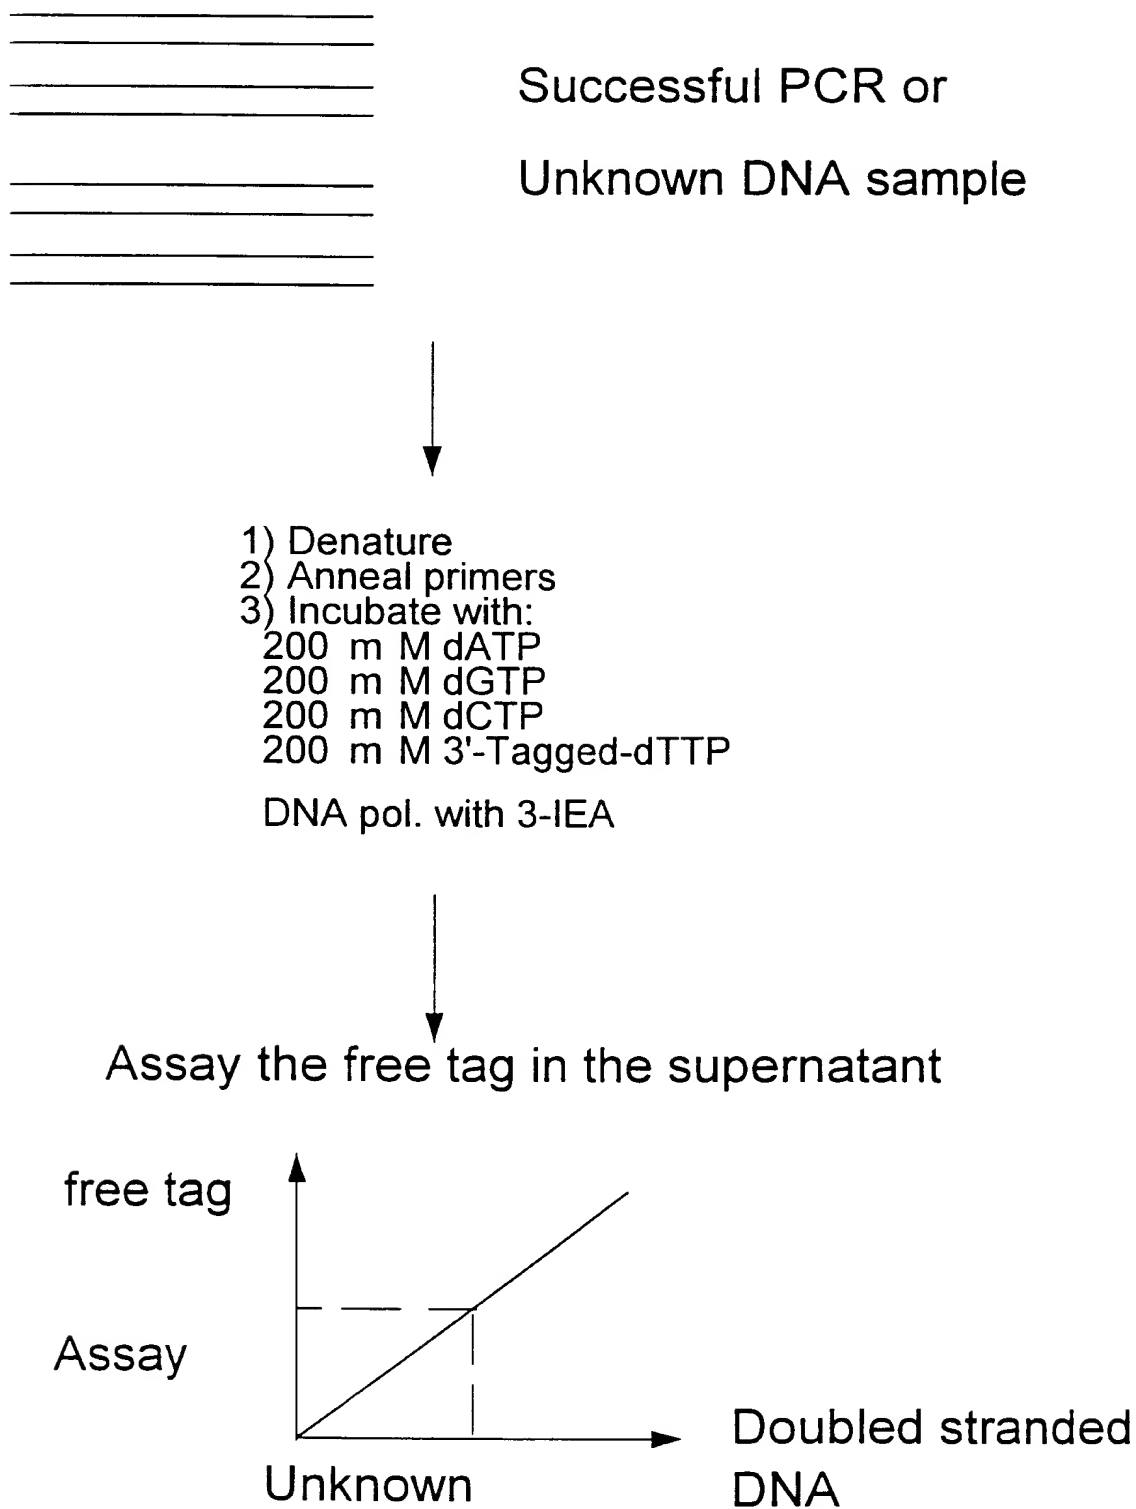 Successful PCR or
Unknown DNA sample
1) Denature
2) Anneal primers
3) Incubate with:
200 m M dATP
200 m M dGTP
200 m M dCTP
200 m M 3'-Tagged-dTTP
DNA pol. with 3-IEA
Assay the free tag in the supernatant
free tag
Assay
Doubled stranded
DNA
Unknown